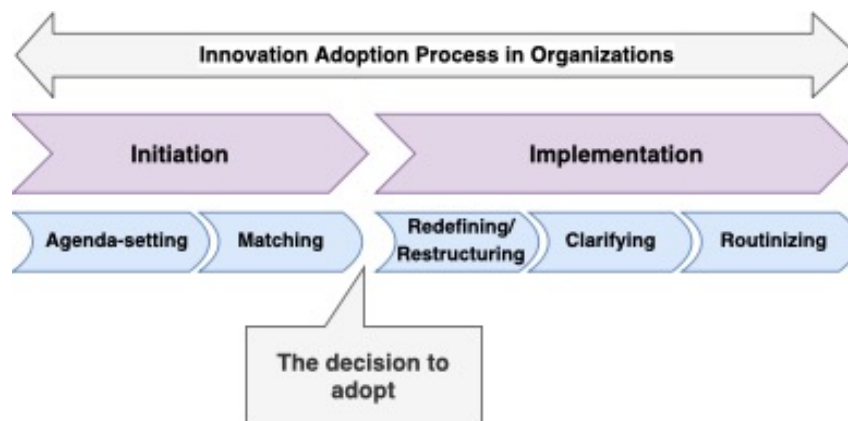 Innovation Adoption Process in Organizations
Initiation
Implementation
Agenda-setting
Matching
Redefining/
Restructuring
Clarifying
Routinizing
The decision to
adopt